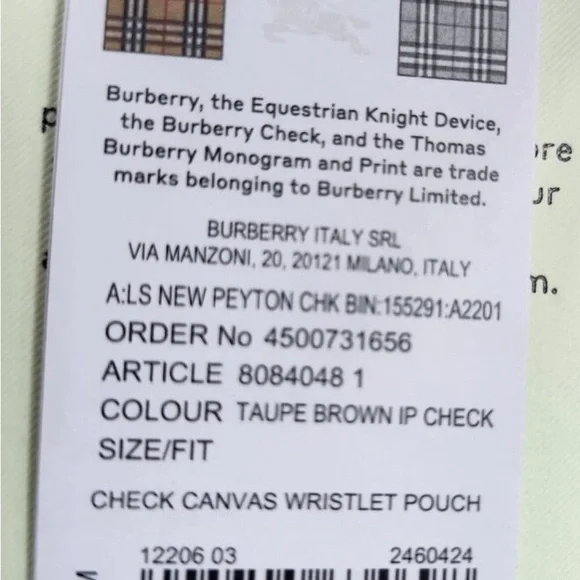 Burberry, the Equestrian Knight Device,
the Burberry Check, and the Thomas
Burberry Monogram and Print are trade
marks belonging to Burberry Limited.
BURBERRY ITALY SRL
VIA MANZONI, 20, 20121 MILANO, ITALY
A:LS NEW PEYTON CHK BIN:155291:A2201
ORDER No 4500731656
ARTICLE 8084048 1
COLOUR TAUPE BROWN IP CHECK
SIZE/FIT
CHECK CANVAS WRISTLET POUCH
12206 03 2460424